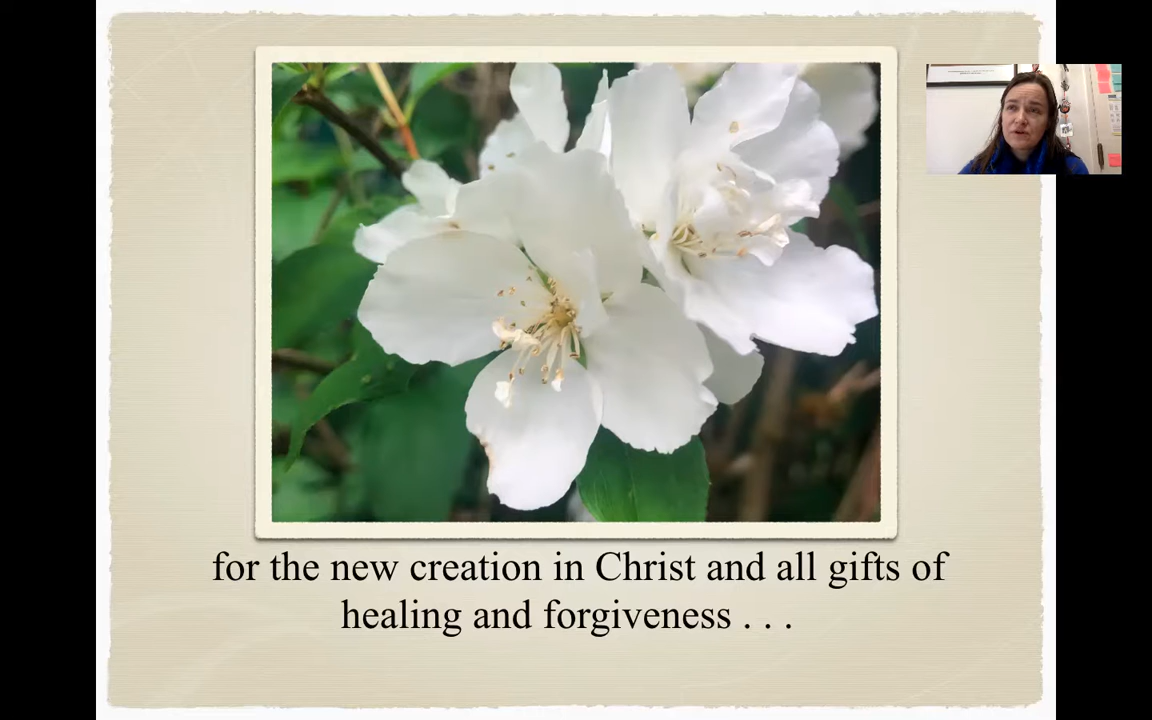 for the new creation in Christ and all gifts of
healing and forgiveness . . .